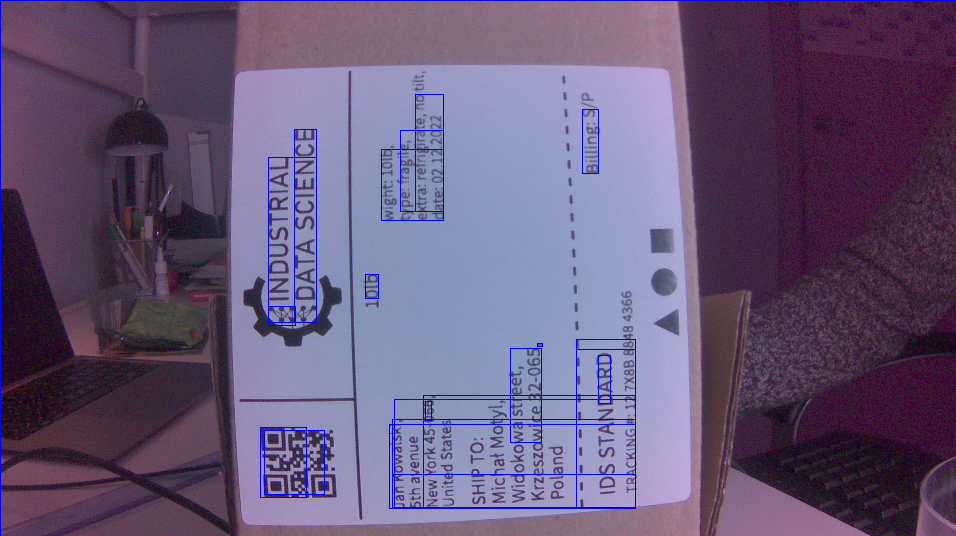 INDUSTRIAL
DATA SCIENCE
Jan Kowalski,
5th avenue
New York 45-066,
United States
10lb
wight: 10lb,
type: fragile,
extra: refrigirate, no tilt,
date: 02.12.2022
SHIP TO:
Michał Motyl,
Widokowa street,
Krzeszowice 32-065,
Poland
IDS STANDARD
TRACKING #: 12 7X8B 8848 4366
Billing: S/P